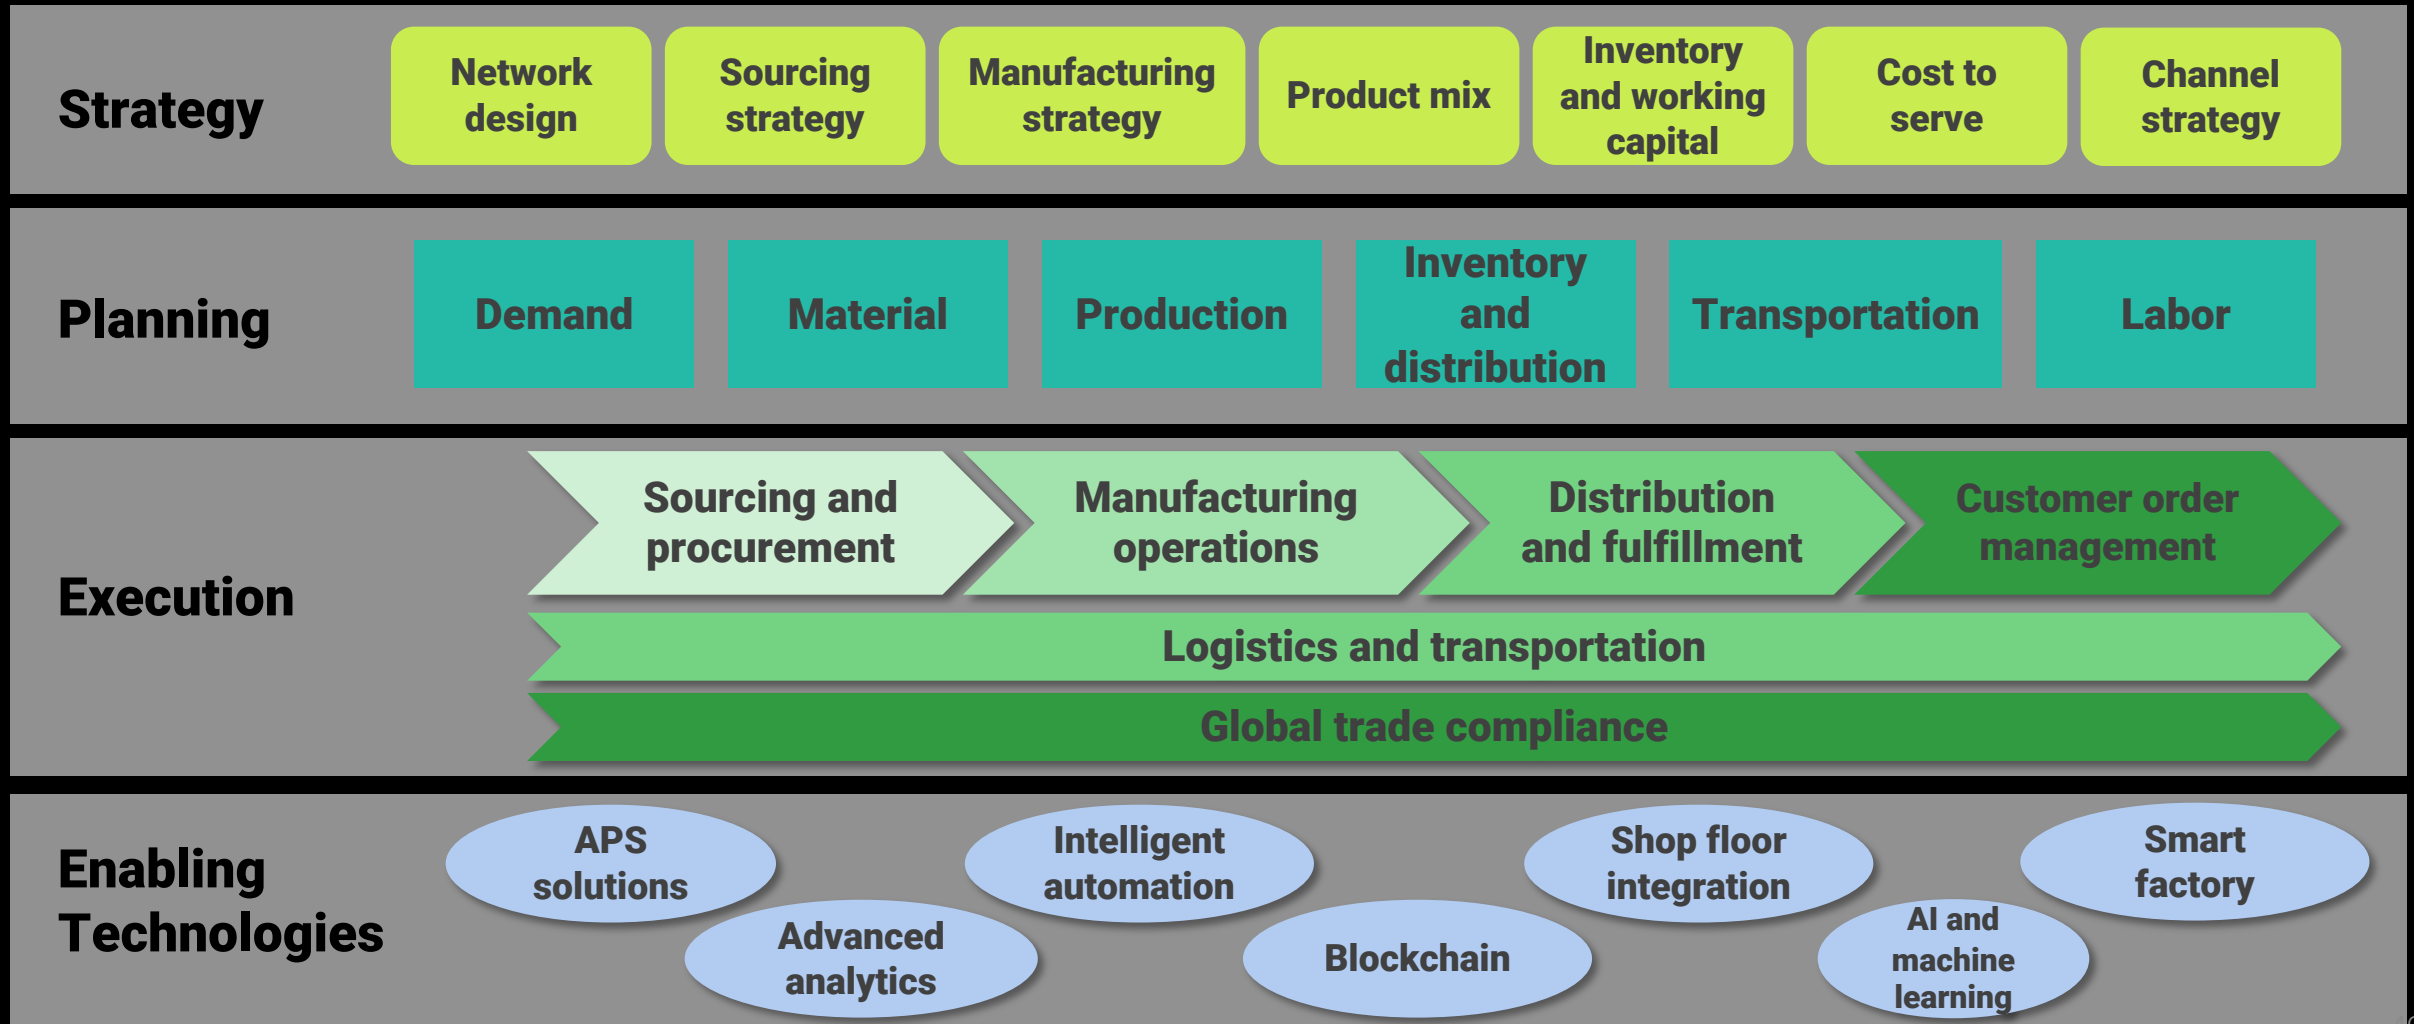 Strategy
Network
design
Sourcing
strategy
Manufacturing
strategy
Product mix
Inventory
and working
capital
Cost to
serve
Channel
strategy
Planning
Demand
Material
Production
Inventory
and
distribution
Transportation
Labor
Execution
Sourcing and
procurement
Manufacturing
operations
Distribution
and fulfillment
Customer order
management
Logistics and transportation
Global trade compliance
Enabling
Technologies
APS
solutions
Advanced
analytics
Intelligent
automation
Blockchain
Shop floor
integration
AI and
machine
learning
Smart
factory